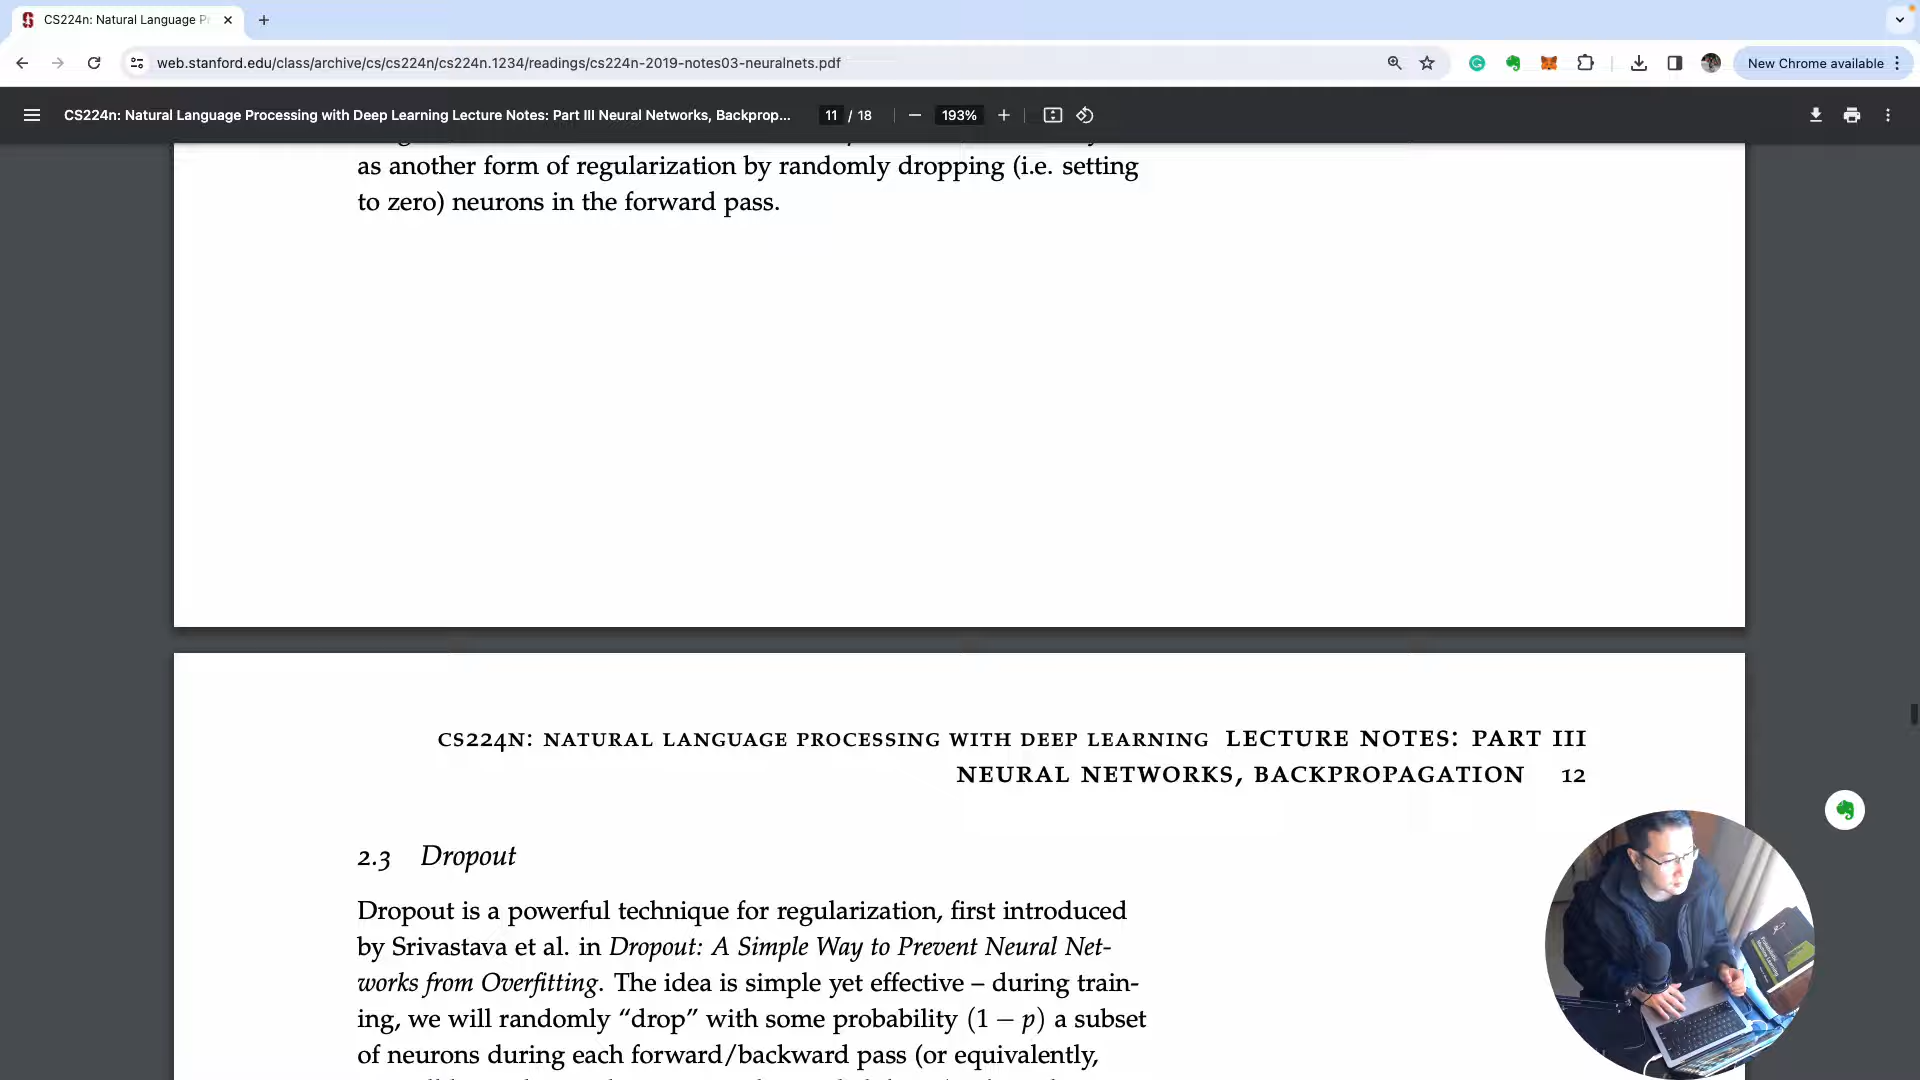 CS224n: Natural Language P
web.stanford.edu/class/archive/cs/cs224n/cs224n.1234/readings/cs224n-2019-notes03-neuralnets.pdf
New Chrome available
CS224n: Natural Language Processing with Deep Learning Lecture Notes: Part III Neural Networks, Backprop...
11 / 18
193%
as another form of regularization by randomly dropping (i.e. setting
to zero) neurons in the forward pass.
CS224N: NATURAL LANGUAGE PROCESSING WITH DEEP LEARNING LECTURE NOTES: PART III
NEURAL NETWORKS, BACKPROPAGATION 12
2.3 Dropout
Dropout is a powerful technique for regularization, first introduced
by Srivastava et al. in Dropout: A Simple Way to Prevent Neural Net-
works from Overfitting. The idea is simple yet effective – during train-
ing, we will randomly “drop” with some probability (1 − p) a subset
of neurons during each forward/backward pass (or equivalently,